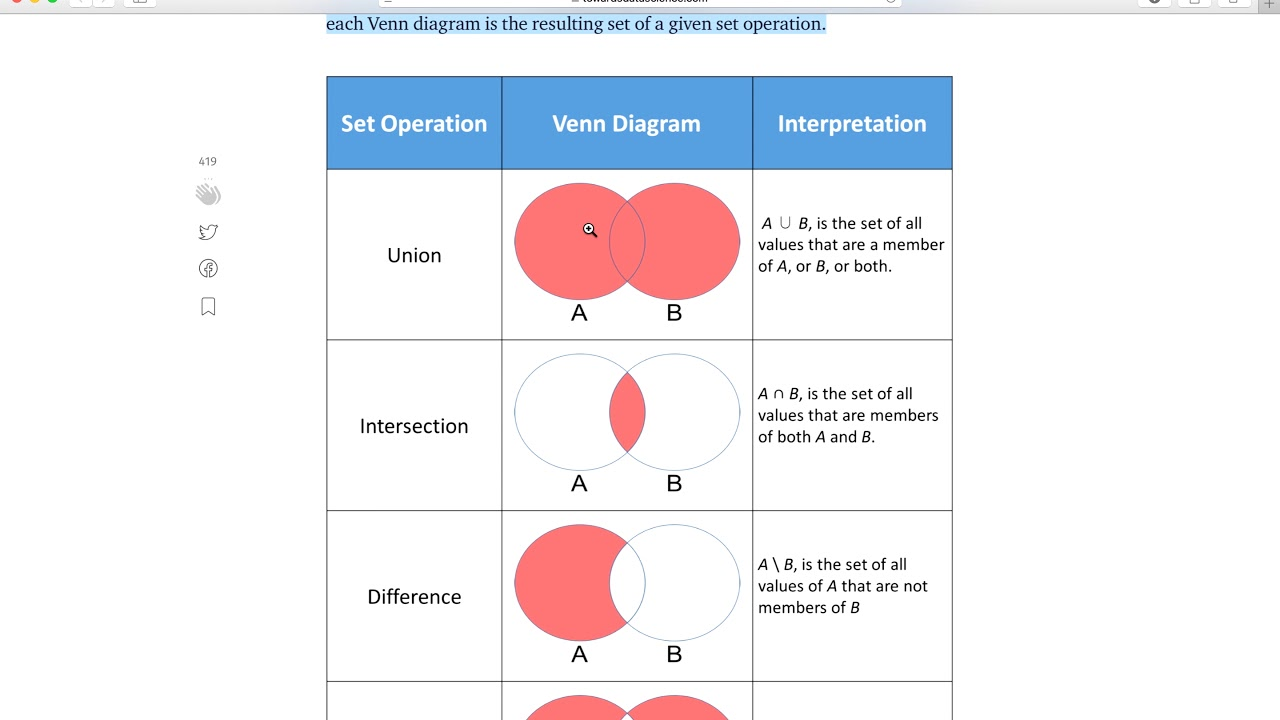 each Venn diagram is the resulting set of a given set operation.
Set Operation
Venn Diagram
Interpretation
419
Union
A
B
A ∪ B, is the set of all
values that are a member
of A, or B, or both.
Intersection
A
B
A ∩ B, is the set of all
values that are members
of both A and B.
Difference
A
B
A \ B, is the set of all
values of A that are not
members of B